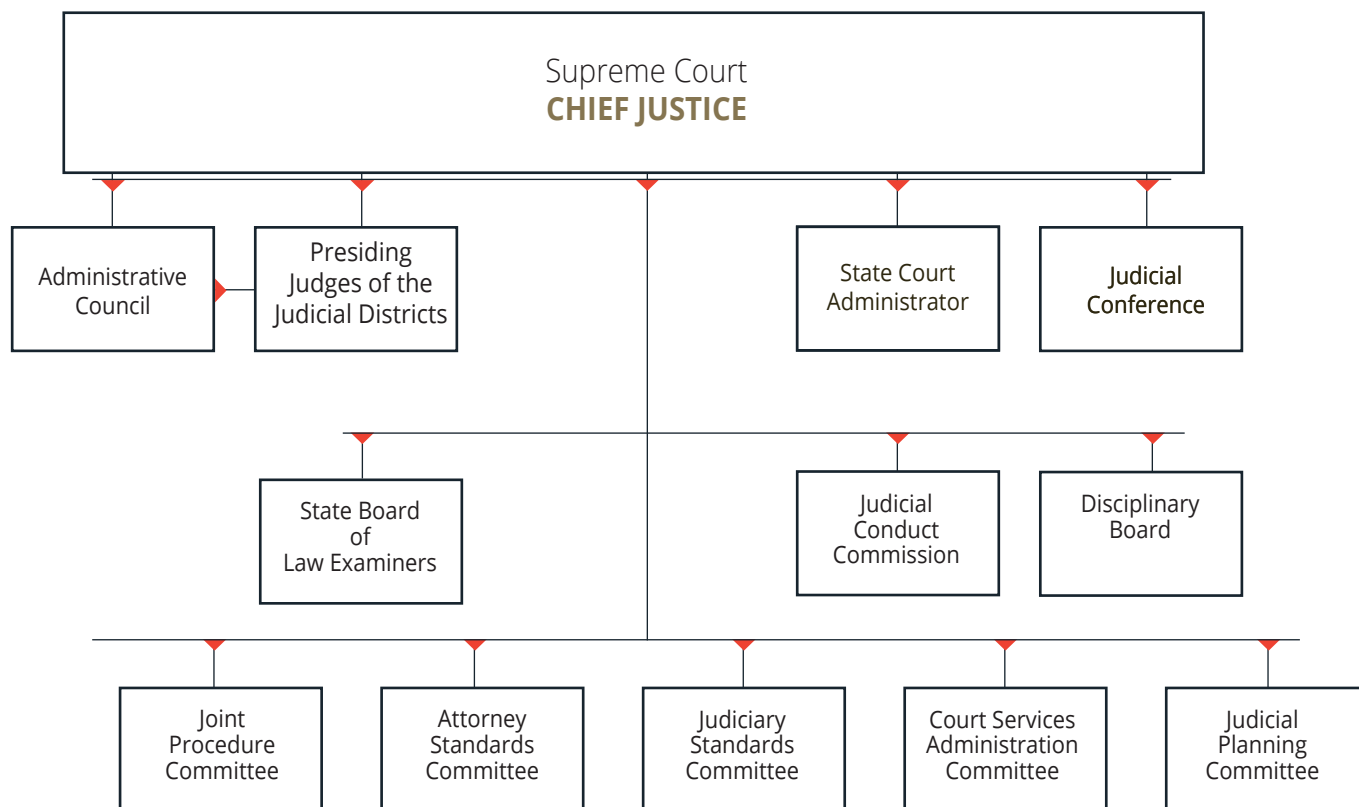 Supreme Court
CHIEF JUSTICE
Administrative
Council
Presiding
Judges of the
Judicial Districts
State Court
Administrator
Judicial
Conference
State Board
of
Law Examiners
Judicial
Conduct
Commission
Disciplinary
Board
Joint
Procedure
Committee
Attorney
Standards
Committee
Judiciary
Standards
Committee
Court Services
Administration
Committee
Judicial
Planning
Committee